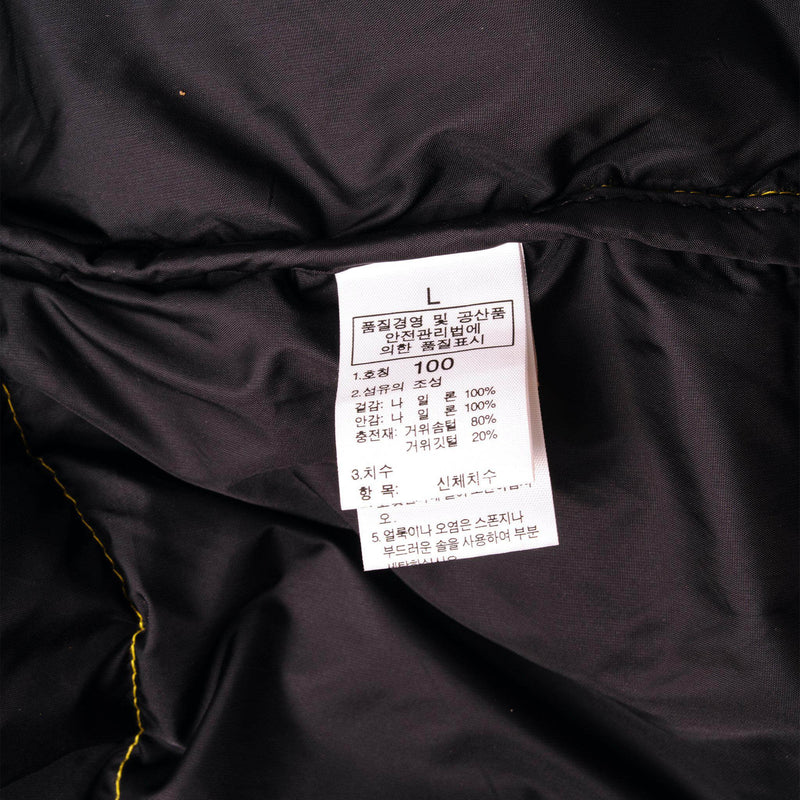 L
품질경영 및 공산품
안전관리법에
의한 품질표시
1.호칭 100
2.섬유의 조성
겉감: 나 일 론 100%
안감: 나 일 론 100%
충전재: 거위솜털 80%
거위깃털 20%
3.치수
항 목: 신체치수
오.
5. 얼룩이나 오염은 스폰지나
부드러운 솔을 사용하여 부분